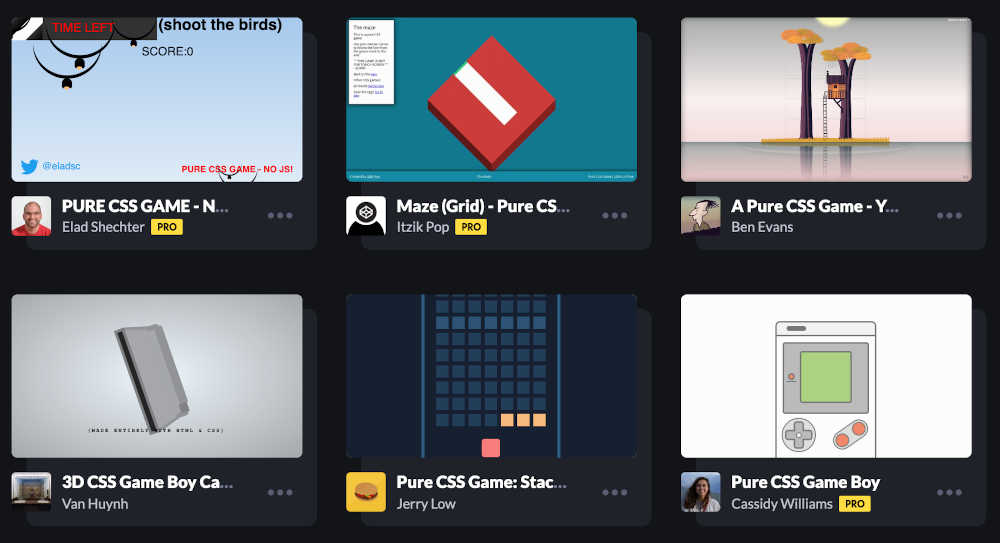 TIME LEFT
(shoot the birds)
SCORE:0
@eladsc
PURE CSS GAME - NO JS!
The maze
PURE CSS GAME - N...
Elad Shechter PRO
Maze (Grid) - Pure CS...
Itzik Pop PRO
A Pure CSS Game - Y...
Ben Evans
(MADE ENTIRELY WITH HTML & CSS)
3D CSS Game Boy Ca...
Van Huynh
Pure CSS Game: Stac...
Jerry Low
Pure CSS Game Boy
Cassidy Williams PRO